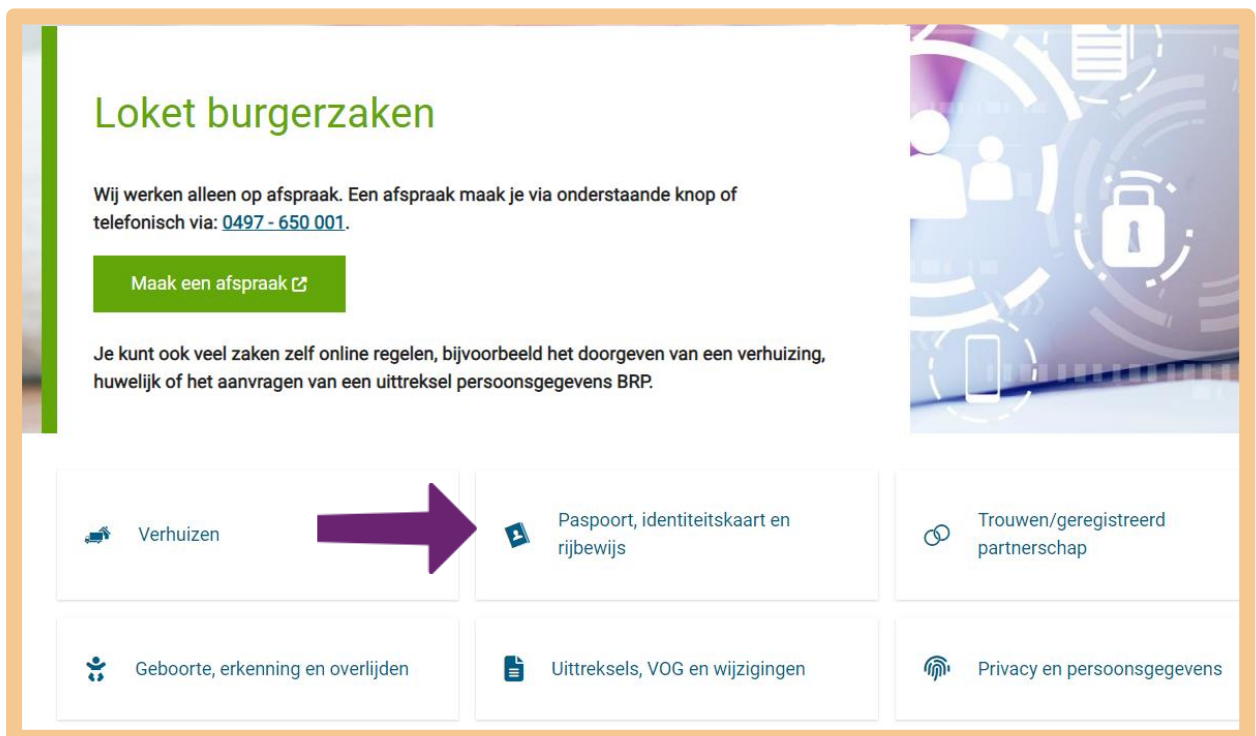 Loket burgerzaken
Wij werken alleen op afspraak. Een afspraak maak je via onderstaande knop of
telefonisch via: 0497 - 650 001.
Maak een afspraak
Je kunt ook veel zaken zelf online regelen, bijvoorbeeld het doorgeven van een verhuizing,
huwelijk of het aanvragen van een uittreksel persoonsgegevens BRP.
Verhuizen
Paspoort, identiteitskaart en
rijbewijs
Trouwen/geregistreerd
partnerschap
Geboorte, erkenning en overlijden
Uittreksels, VOG en wijzigingen
Privacy en persoonsgegevens